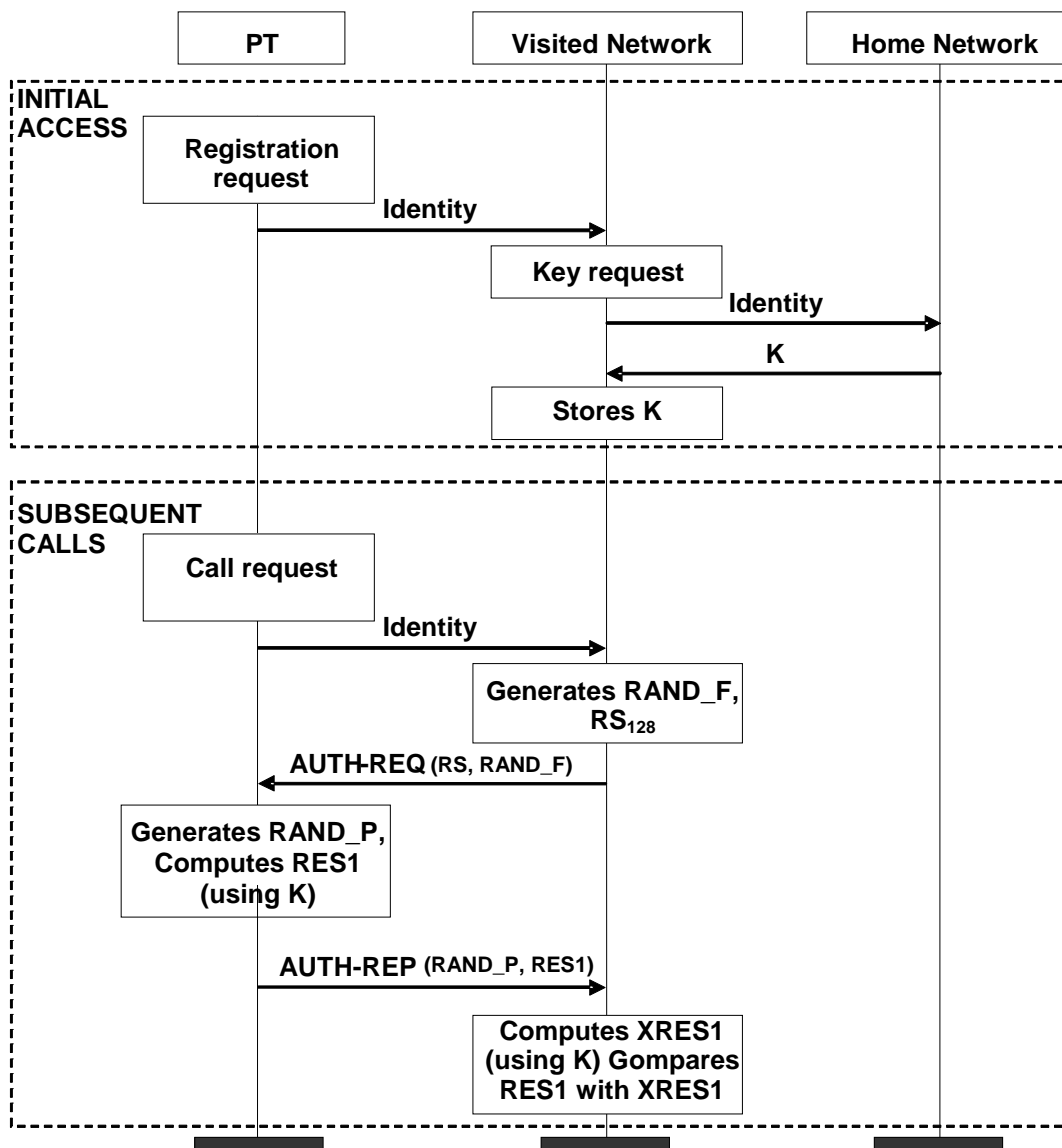 PT
Visited Network
Home Network
INITIAL
ACCESS
Registration
request
Identity
Key request
Identity
K
Stores K
SUBSEQUENT
CALLS
Call request
Identity
Generates RAND_F,
RS₁₂₈
AUTH-REQ (RS, RAND_F)
Generates RAND_P,
Computes RES1
(using K)
AUTH-REP (RAND_P, RES1)
Computes XRES1
(using K) Gompares
RES1 with XRES1